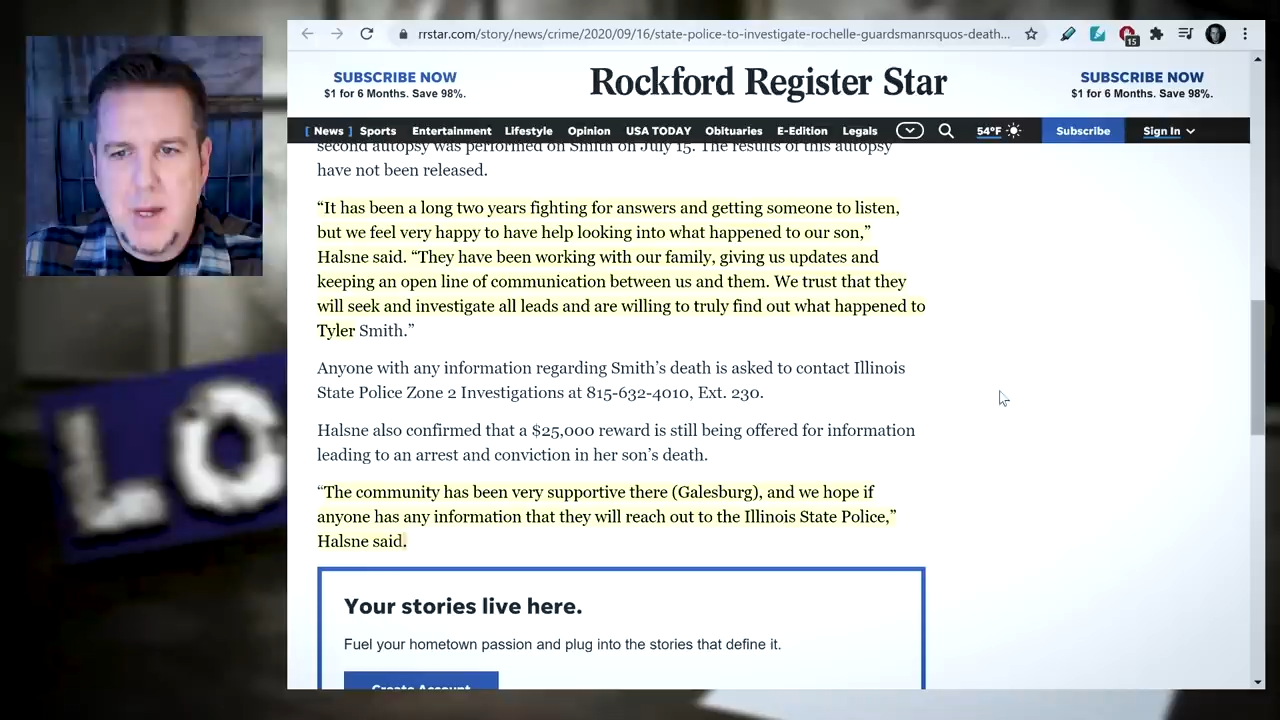 rrstar.com/story/news/crime/2020/09/16/state-police-to-investigate-rochelle-guardsmanrsquos-death...
15
SUBSCRIBE NOW
$1 for 6 Months. Save 98%.
Rockford Register Star
SUBSCRIBE NOW
$1 for 6 Months. Save 98%.
[ News ] Sports Entertainment Lifestyle Opinion USA TODAY Obituaries E-Edition Legals 54°F Subscribe Sign In
second autopsy was performed on Smith on July 15. The results of this autopsy
have not been released.
“It has been a long two years fighting for answers and getting someone to listen,
but we feel very happy to have help looking into what happened to our son,”
Halsne said. “They have been working with our family, giving us updates and
keeping an open line of communication between us and them. We trust that they
will seek and investigate all leads and are willing to truly find out what happened to
Tyler Smith.”
Anyone with any information regarding Smith’s death is asked to contact Illinois
State Police Zone 2 Investigations at 815-632-4010, Ext. 230.
Halsne also confirmed that a $25,000 reward is still being offered for information
leading to an arrest and conviction in her son’s death.
“The community has been very supportive there (Galesburg), and we hope if
anyone has any information that they will reach out to the Illinois State Police,”
Halsne said.
Your stories live here.
Fuel your hometown passion and plug into the stories that define it.
Create Account
LO